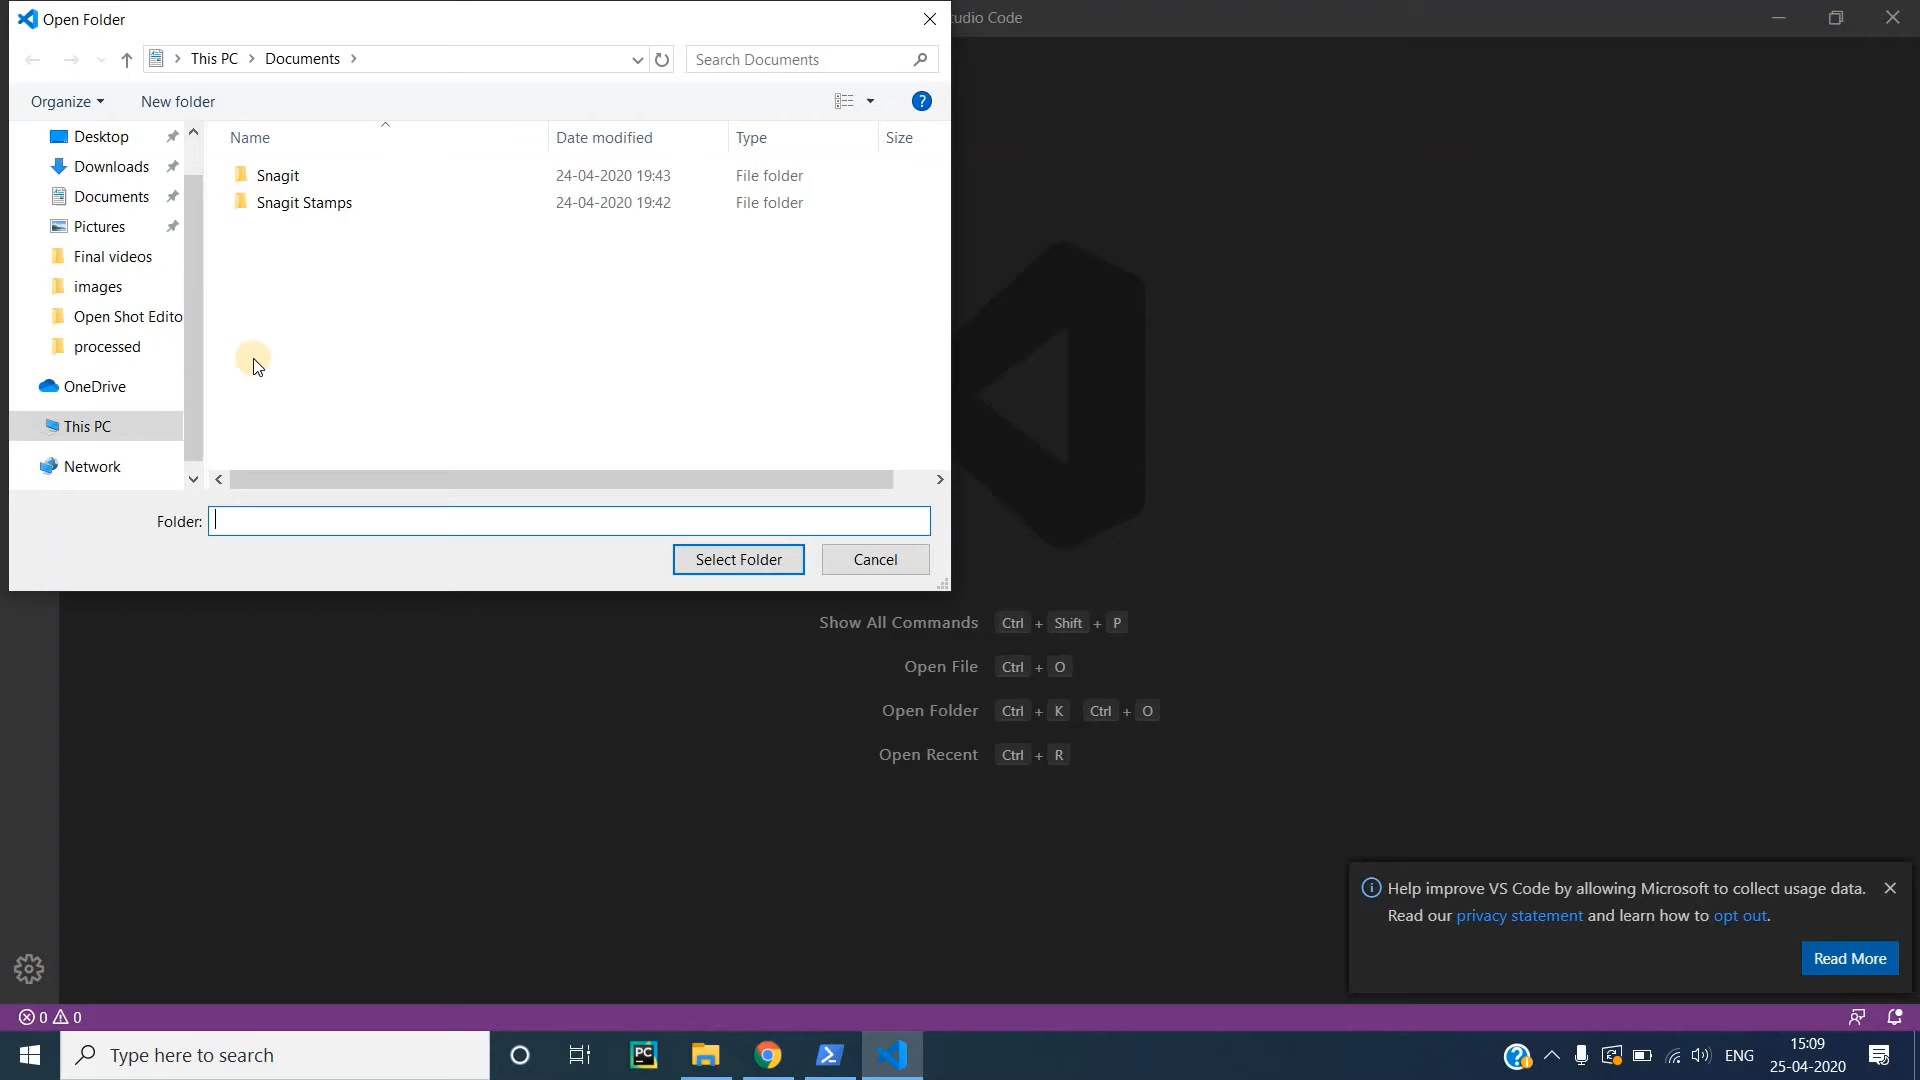 Open Folder
udio Code
This PC
Documents
Search Documents
Organize
New folder
?
Name
Date modified
Type
Size
Desktop
Downloads
Documents
Pictures
Final videos
images
Open Shot Edito
processed
OneDrive
This PC
Network
Snagit 24-04-2020 19:43 File folder
Snagit Stamps 24-04-2020 19:42 File folder
Folder:
Select Folder
Cancel
Show All Commands Ctrl + Shift + P
Open File Ctrl + O
Open Folder Ctrl + K Ctrl + O
Open Recent Ctrl + R
Help improve VS Code by allowing Microsoft to collect usage data.
Read our privacy statement and learn how to opt out.
Read More
0 0
Type here to search
PC
ENG
15:09
25-04-2020